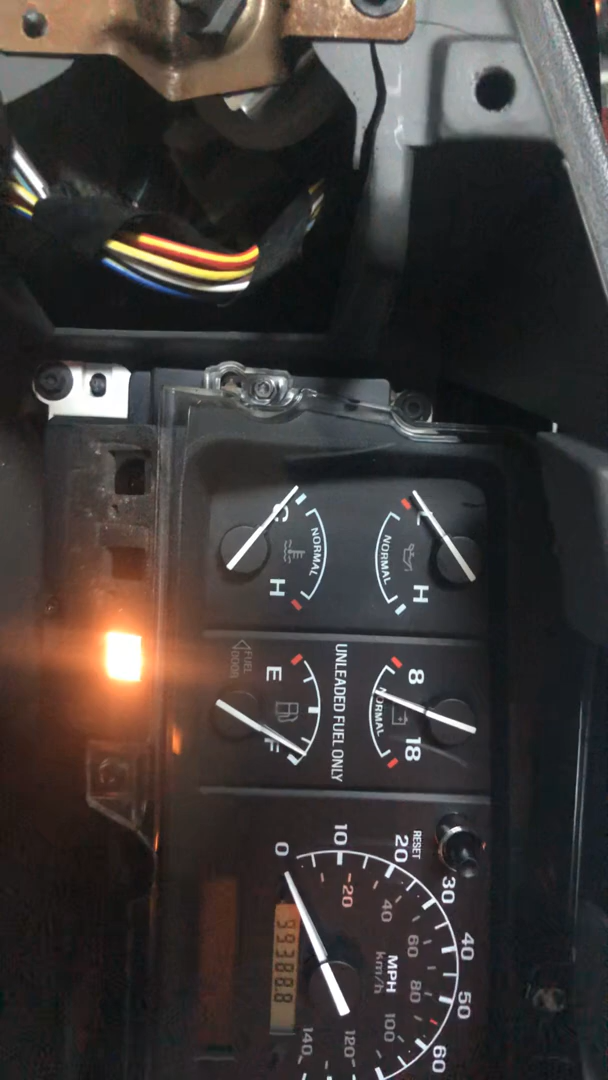 L H
NORMAL
NORMAL
C H
8 18
NORMAL
UNLEADED FUEL ONLY
E F
FUEL
DOOR
RESET
0 10 20 30 40 50 60
20 40 60 80 100 120 140
MPH
km/h